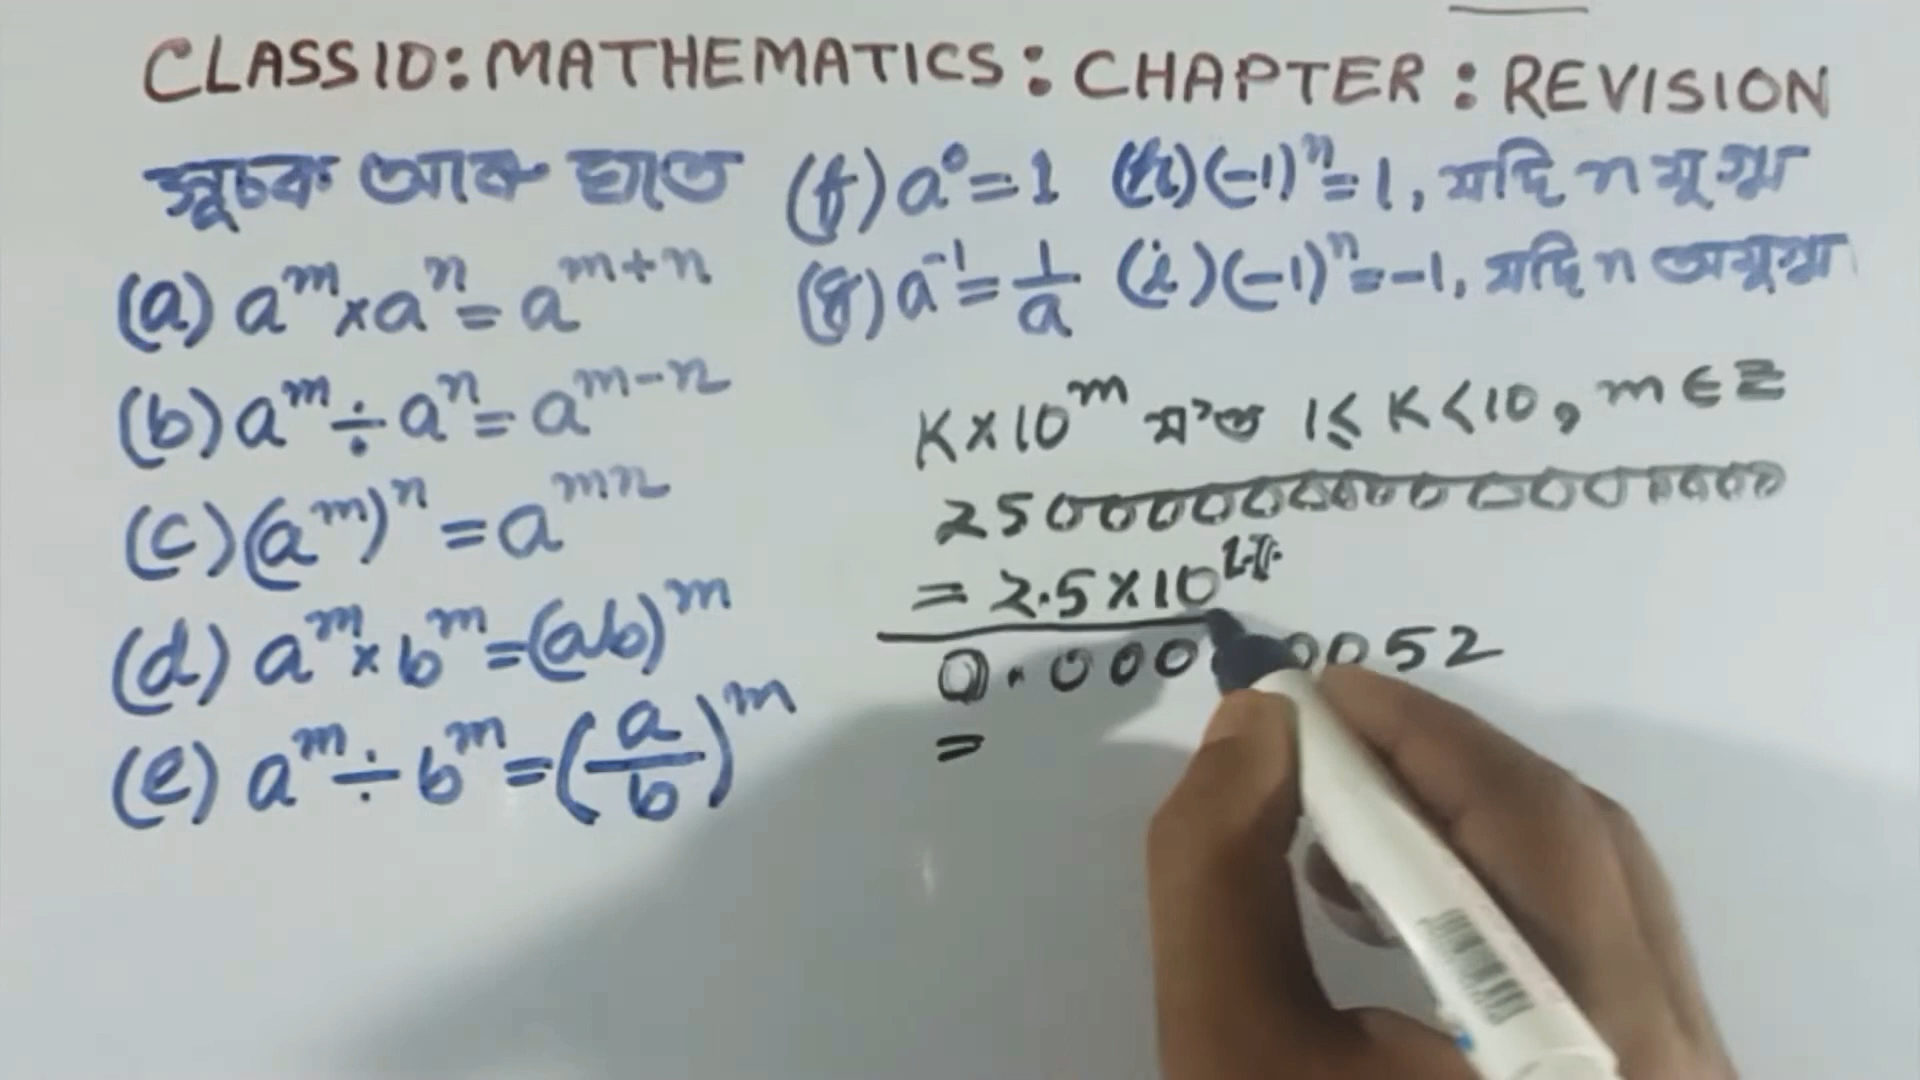 CLASS 10: MATHEMATICS : CHAPTER : REVISION
সূচক আৰু ঘাত
(a) aᵐ × aⁿ = aᵐ⁺ⁿ
(b) aᵐ ÷ aⁿ = aᵐ⁻ⁿ
(c) (aᵐ)ⁿ = aᵐⁿ
(d) aᵐ × bᵐ = (ab)ᵐ
(e) aᵐ ÷ bᵐ = (a/b)ᵐ
(f) a⁰ = 1 (h) (-1)ⁿ = 1, যদি n যুগ্ম
(g) a⁻¹ = 1/a (i) (-1)ⁿ = -1, যদি n অযুগ্ম
K × 10ᵐ য'ত 1 ≤ K < 10, m ∈ Z
= 2.5 × 10
=